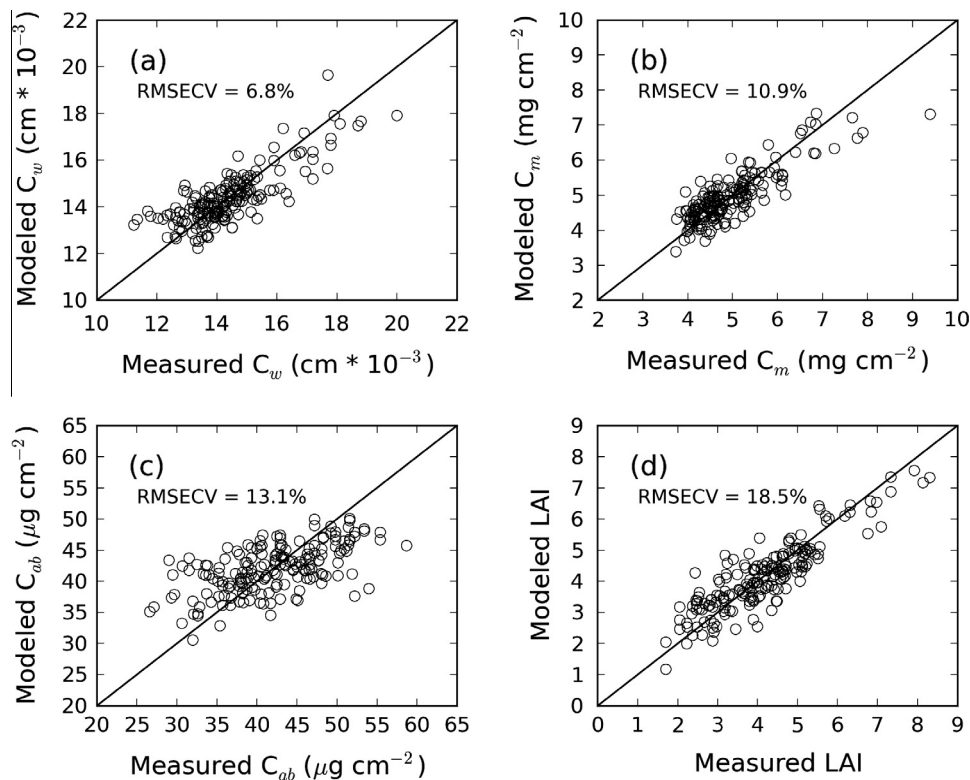 (a)
RMSECV = 6.8%
Modeled C_w (cm * 10⁻³)
22
20
18
16
14
12
10
10 12 14 16 18 20 22
Measured C_w (cm * 10⁻³)
(b)
RMSECV = 10.9%
Modeled C_m (mg cm⁻²)
10
9
8
7
6
5
4
3
2
2 3 4 5 6 7 8 9 10
Measured C_m (mg cm⁻²)
(c)
RMSECV = 13.1%
Modeled C_ab (μg cm⁻²)
65
60
55
50
45
40
35
30
25
20
20 25 30 35 40 45 50 55 60 65
Measured C_ab (μg cm⁻²)
(d)
RMSECV = 18.5%
Modeled LAI
9
8
7
6
5
4
3
2
1
0
0 1 2 3 4 5 6 7 8 9
Measured LAI